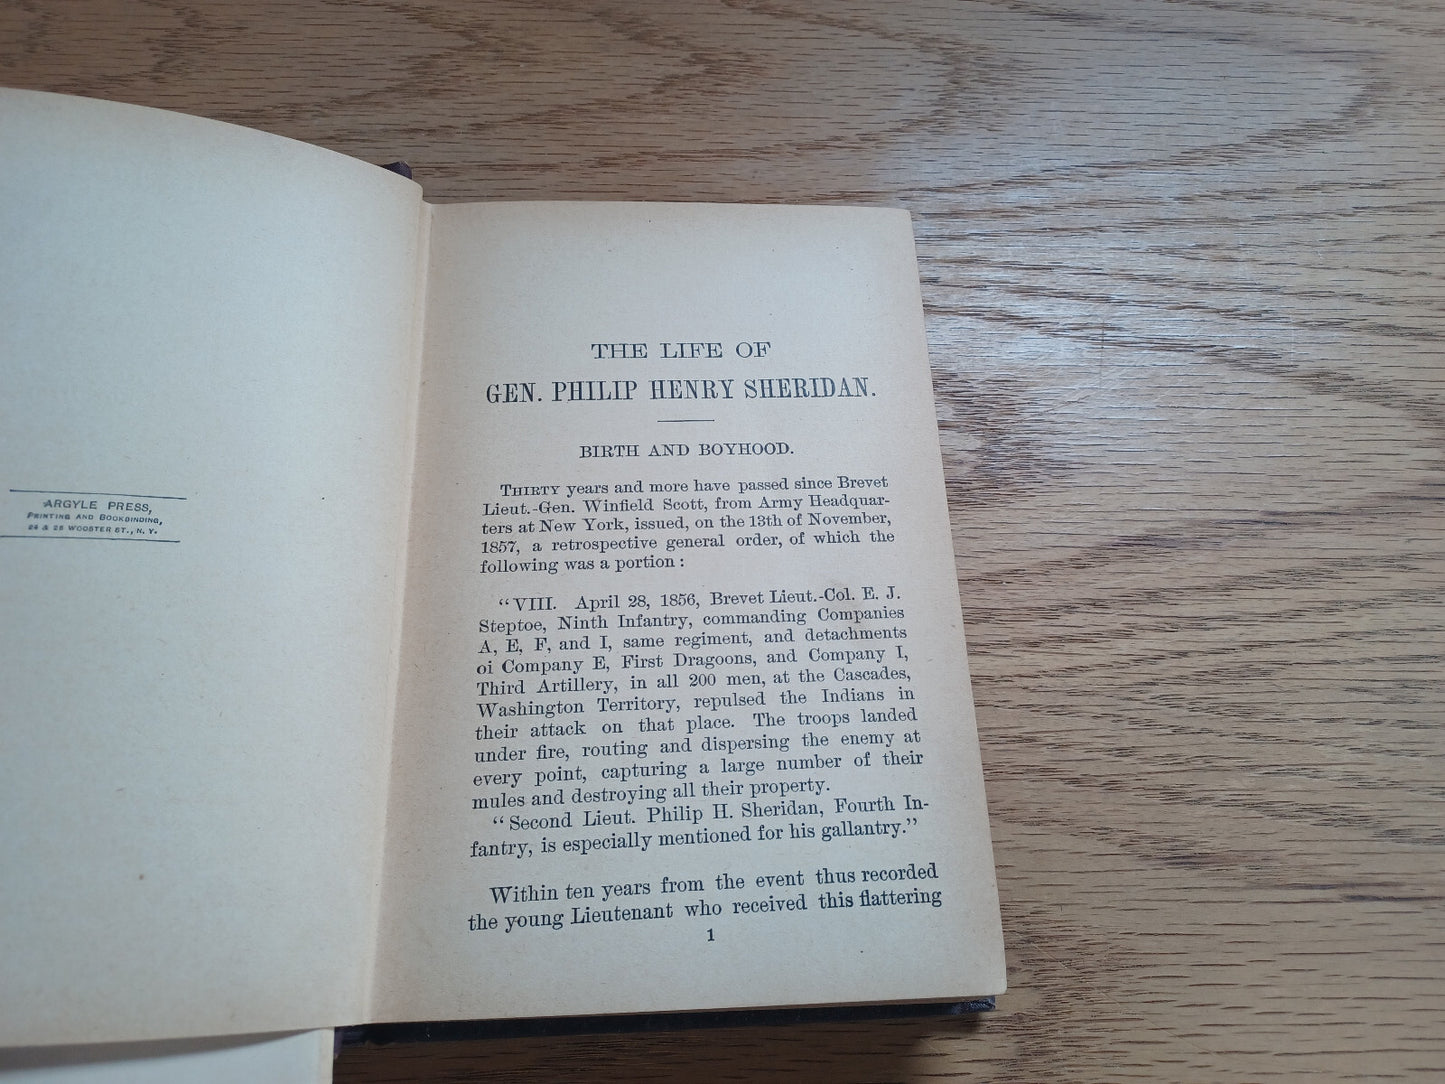 ARGYLE PRESS,
PRINTING AND BOOKBINDING,
24 & 26 WOOSTER ST., N. Y.
THE LIFE OF
GEN. PHILIP HENRY SHERIDAN.
BIRTH AND BOYHOOD.
THIRTY years and more have passed since Brevet
Lieut.-Gen. Winfield Scott, from Army Headquar-
ters at New York, issued, on the 13th of November,
1857, a retrospective general order, of which the
following was a portion :
“VIII. April 28, 1856, Brevet Lieut.-Col. E. J.
Steptoe, Ninth Infantry, commanding Companies
A, E, F, and I, same regiment, and detachments
oi Company E, First Dragoons, and Company I,
Third Artillery, in all 200 men, at the Cascades,
Washington Territory, repulsed the Indians in
their attack on that place. The troops landed
under fire, routing and dispersing the enemy at
every point, capturing a large number of their
mules and destroying all their property.
“Second Lieut. Philip H. Sheridan, Fourth In-
fantry, is especially mentioned for his gallantry.”
Within ten years from the event thus recorded
the young Lieutenant who received this flattering
1